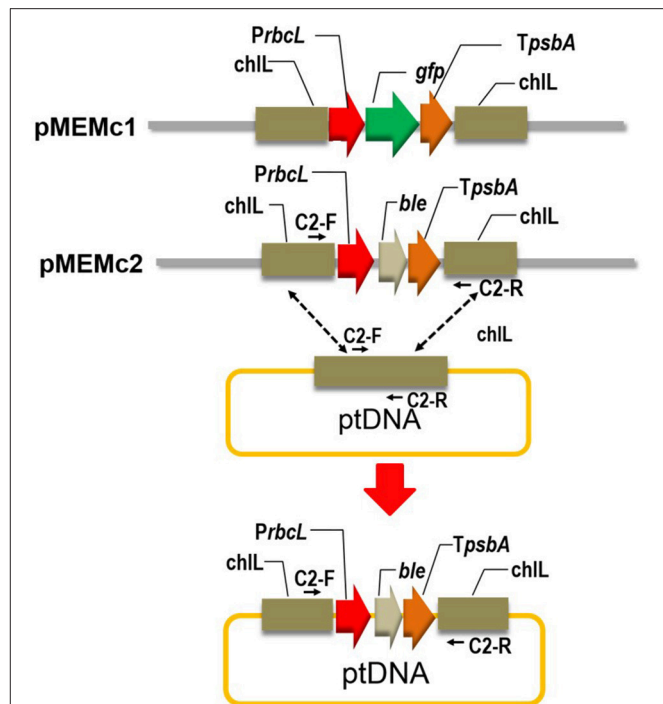 PrbcL
TpsbA
gfp
chlL
chlL
pMEMc1
PrbcL
TpsbA
ble
chlL
C2-F
chlL
pMEMc2
C2-R
C2-F
chlL
C2-R
ptDNA
PrbcL
TpsbA
ble
chlL
C2-F
chlL
C2-R
ptDNA